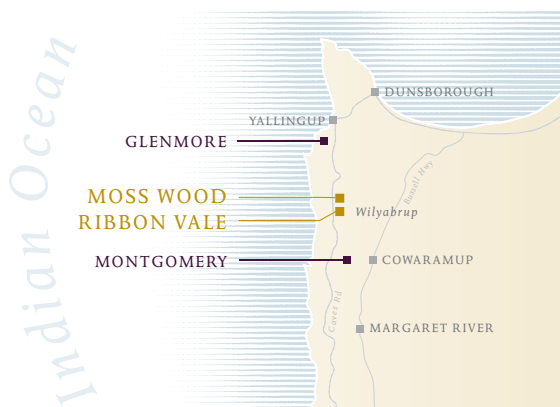 Indian Ocean
DUNSBOROUGH
YALLINGUP
GLENMORE
Bussell Hwy
MOSS WOOD
RIBBON VALE
Wilyabrup
MONTGOMERY
COWARAMUP
Caves Rd
MARGARET RIVER